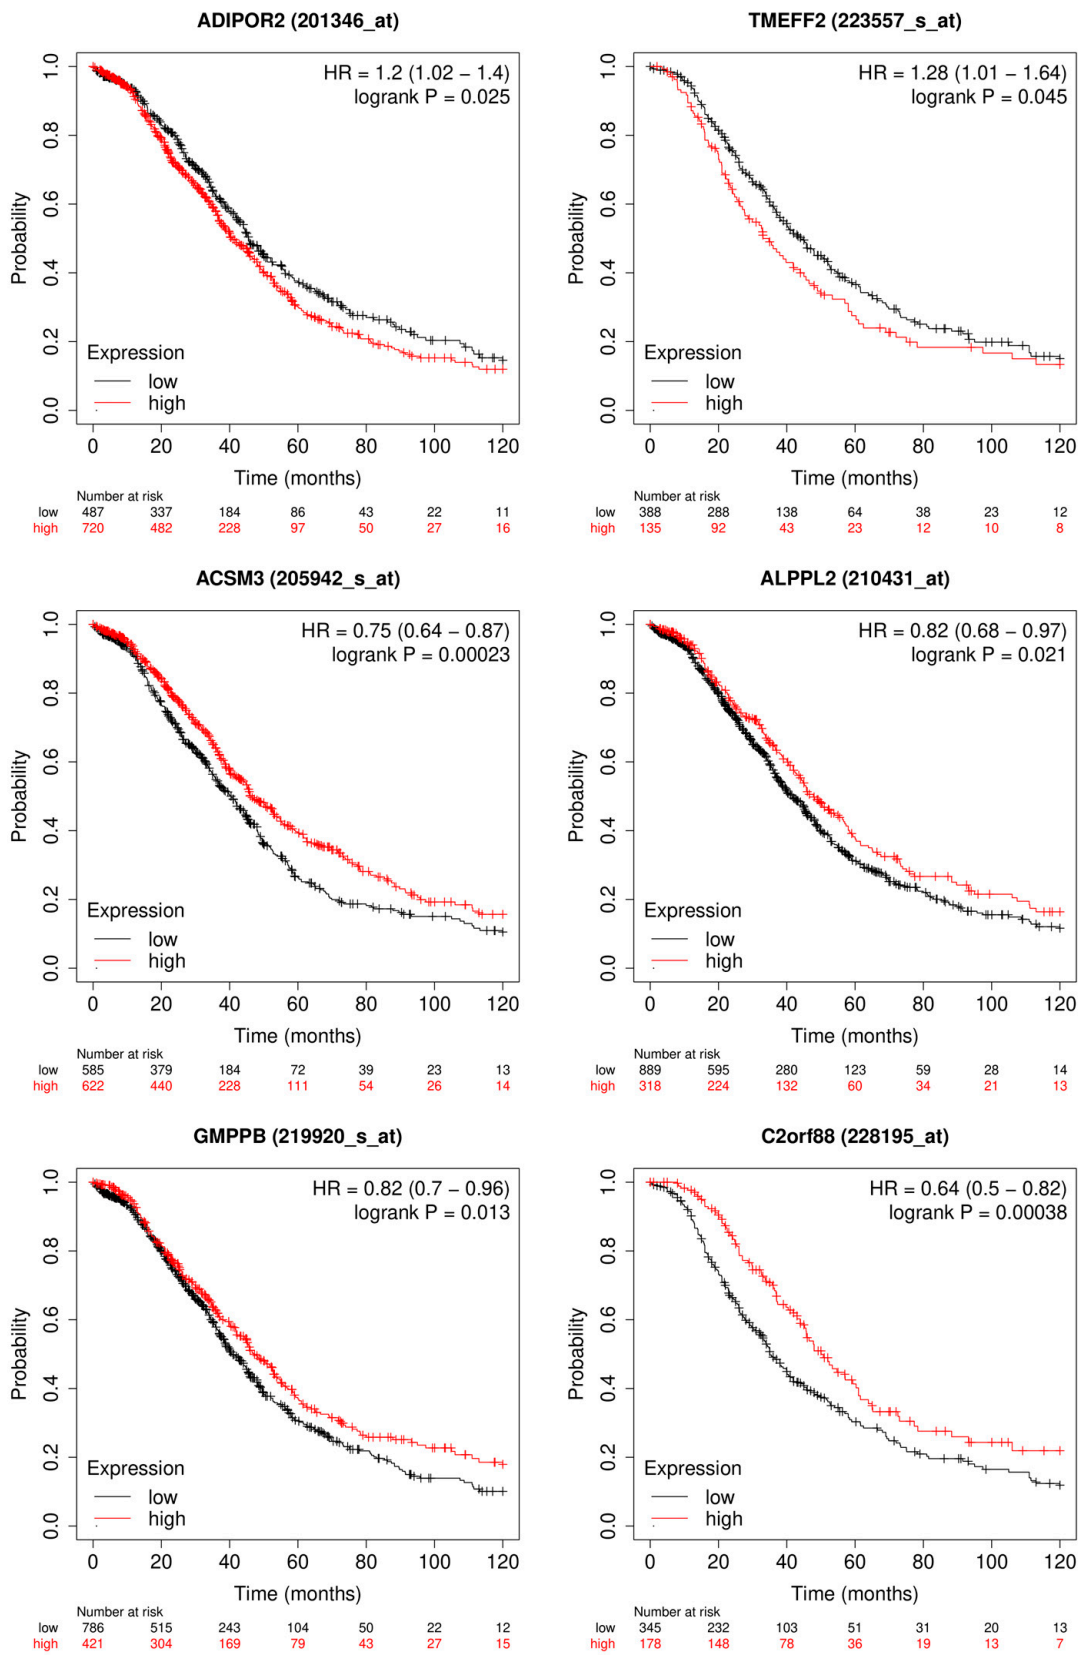 ADIPOR2 (201346_at)
HR = 1.2 (1.02 − 1.4)
logrank P = 0.025
Probability
0.0 0.2 0.4 0.6 0.8 1.0
Expression
low
high
0 20 40 60 80 100 120
Time (months)
Number at risk
low 487 337 184 86 43 22 11
high 720 482 228 97 50 27 16
TMEFF2 (223557_s_at)
HR = 1.28 (1.01 − 1.64)
logrank P = 0.045
Probability
0.0 0.2 0.4 0.6 0.8 1.0
Expression
low
high
0 20 40 60 80 100 120
Time (months)
Number at risk
low 388 288 138 64 38 23 12
high 135 92 43 23 12 10 8
ACSM3 (205942_s_at)
HR = 0.75 (0.64 − 0.87)
logrank P = 0.00023
Probability
0.0 0.2 0.4 0.6 0.8 1.0
Expression
low
high
0 20 40 60 80 100 120
Time (months)
Number at risk
low 585 379 184 72 39 23 13
high 622 440 228 111 54 26 14
ALPPL2 (210431_at)
HR = 0.82 (0.68 − 0.97)
logrank P = 0.021
Probability
0.0 0.2 0.4 0.6 0.8 1.0
Expression
low
high
0 20 40 60 80 100 120
Time (months)
Number at risk
low 889 595 280 123 59 28 14
high 318 224 132 60 34 21 13
GMPPB (219920_s_at)
HR = 0.82 (0.7 − 0.96)
logrank P = 0.013
Probability
0.0 0.2 0.4 0.6 0.8 1.0
Expression
low
high
0 20 40 60 80 100 120
Time (months)
Number at risk
low 786 515 243 104 50 22 12
high 421 304 169 79 43 27 15
C2orf88 (228195_at)
HR = 0.64 (0.5 − 0.82)
logrank P = 0.00038
Probability
0.0 0.2 0.4 0.6 0.8 1.0
Expression
low
high
0 20 40 60 80 100 120
Time (months)
Number at risk
low 345 232 103 51 31 20 13
high 178 148 78 36 19 13 7